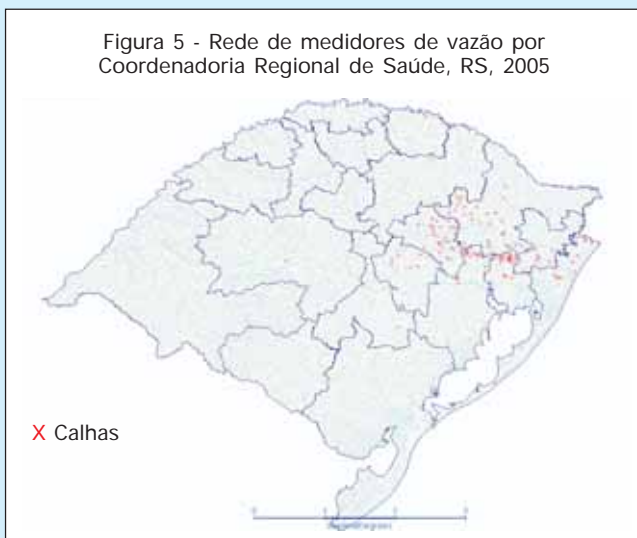 Figura 5 - Rede de medidores de vazão por
Coordenadoria Regional de Saúde, RS, 2005
X Calhas